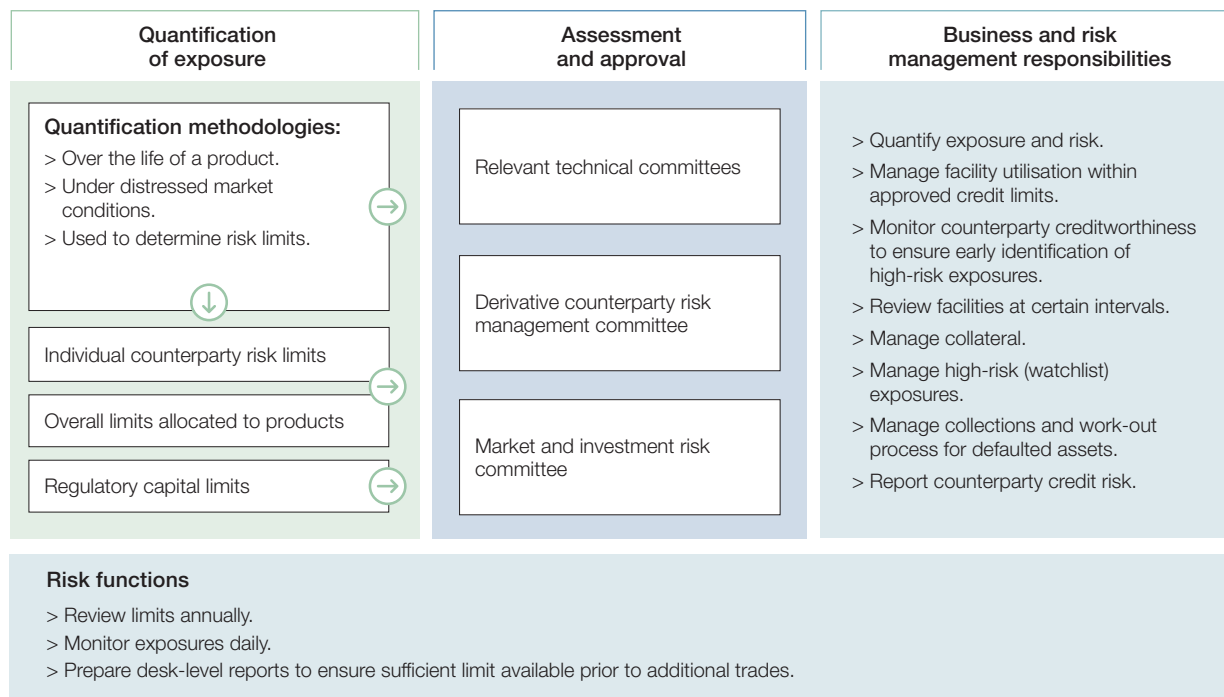 Quantification
of exposure
Assessment
and approval
Business and risk
management responsibilities
Quantification methodologies:
> Over the life of a product.
> Under distressed market
conditions.
> Used to determine risk limits.
Individual counterparty risk limits
Overall limits allocated to products
Regulatory capital limits
Relevant technical committees
Derivative counterparty risk
management committee
Market and investment risk
committee
> Quantify exposure and risk.
> Manage facility utilisation within
approved credit limits.
> Monitor counterparty creditworthiness
to ensure early identification of
high-risk exposures.
> Review facilities at certain intervals.
> Manage collateral.
> Manage high-risk (watchlist)
exposures.
> Manage collections and work-out
process for defaulted assets.
> Report counterparty credit risk.
Risk functions
> Review limits annually.
> Monitor exposures daily.
> Prepare desk-level reports to ensure sufficient limit available prior to additional trades.